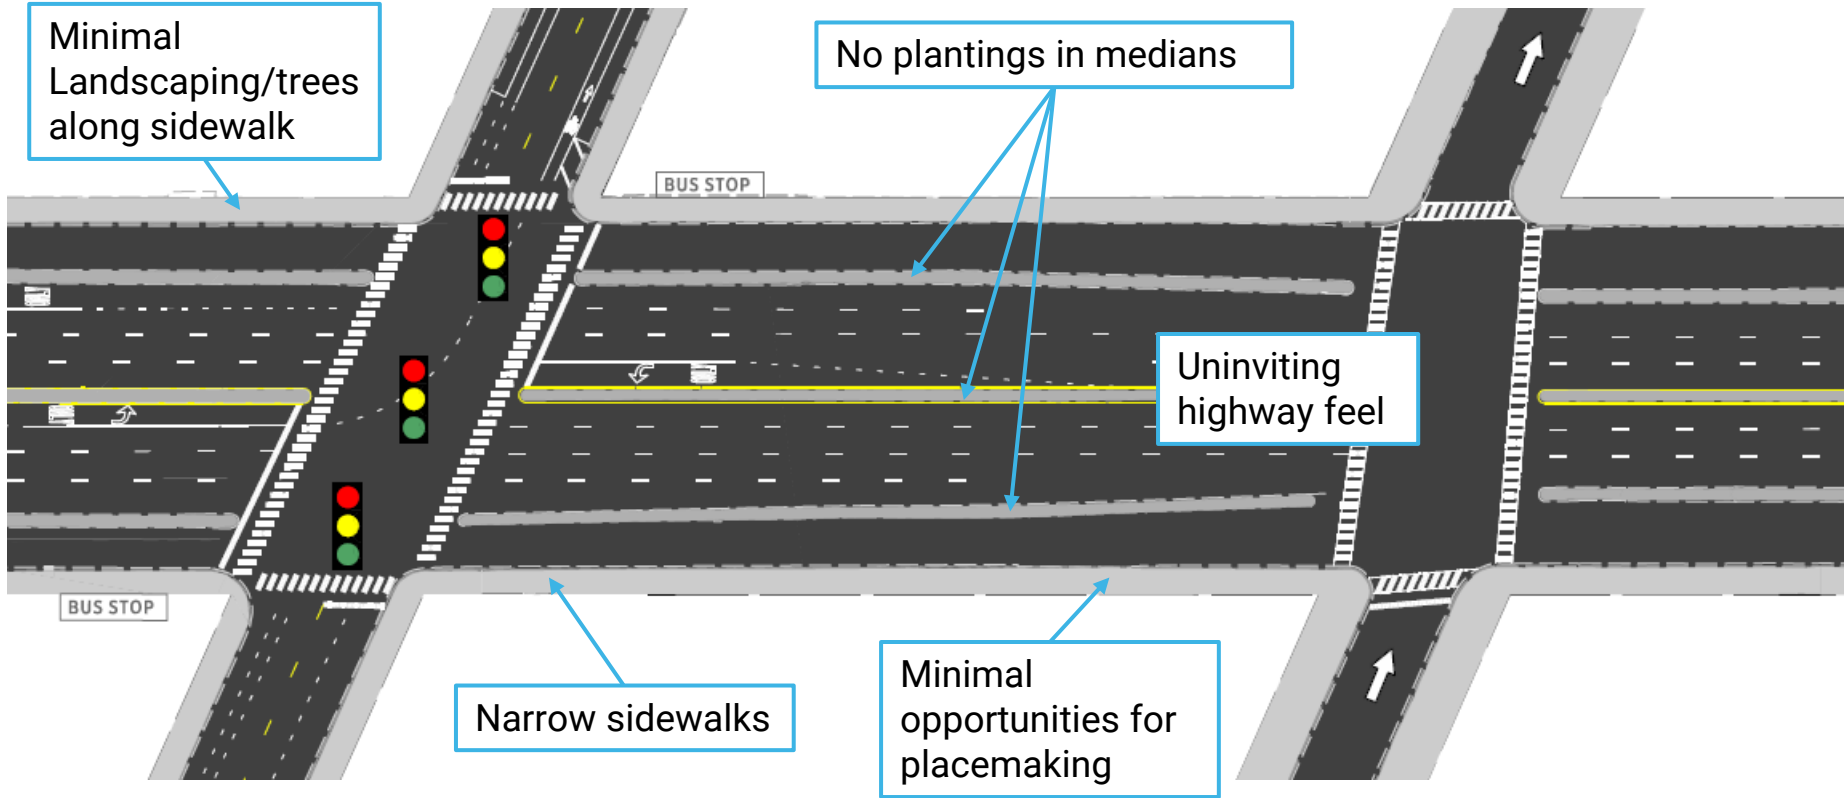 Minimal
Landscaping/trees
along sidewalk
No plantings in medians
BUS STOP
Uninviting
highway feel
BUS STOP
Narrow sidewalks
Minimal
opportunities for
placemaking